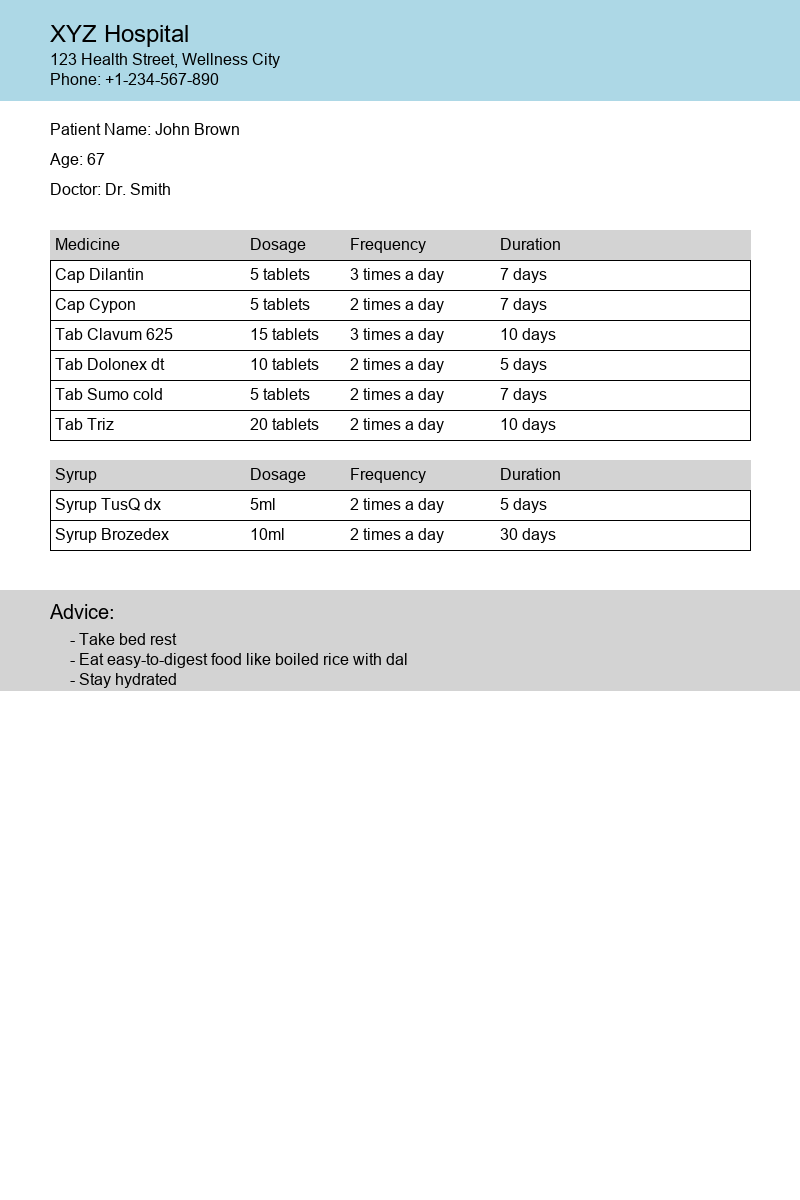 XYZ Hospital
123 Health Street, Wellness City
Phone: +1-234-567-890
Patient Name: John Brown
Age: 67
Doctor: Dr. Smith
Medicine Dosage Frequency Duration
Cap Dilantin 5 tablets 3 times a day 7 days
Cap Cypon 5 tablets 2 times a day 7 days
Tab Clavum 625 15 tablets 3 times a day 10 days
Tab Dolonex dt 10 tablets 2 times a day 5 days
Tab Sumo cold 5 tablets 2 times a day 7 days
Tab Triz 20 tablets 2 times a day 10 days
Syrup Dosage Frequency Duration
Syrup TusQ dx 5ml 2 times a day 5 days
Syrup Brozedex 10ml 2 times a day 30 days
Advice:
- Take bed rest
- Eat easy-to-digest food like boiled rice with dal
- Stay hydrated